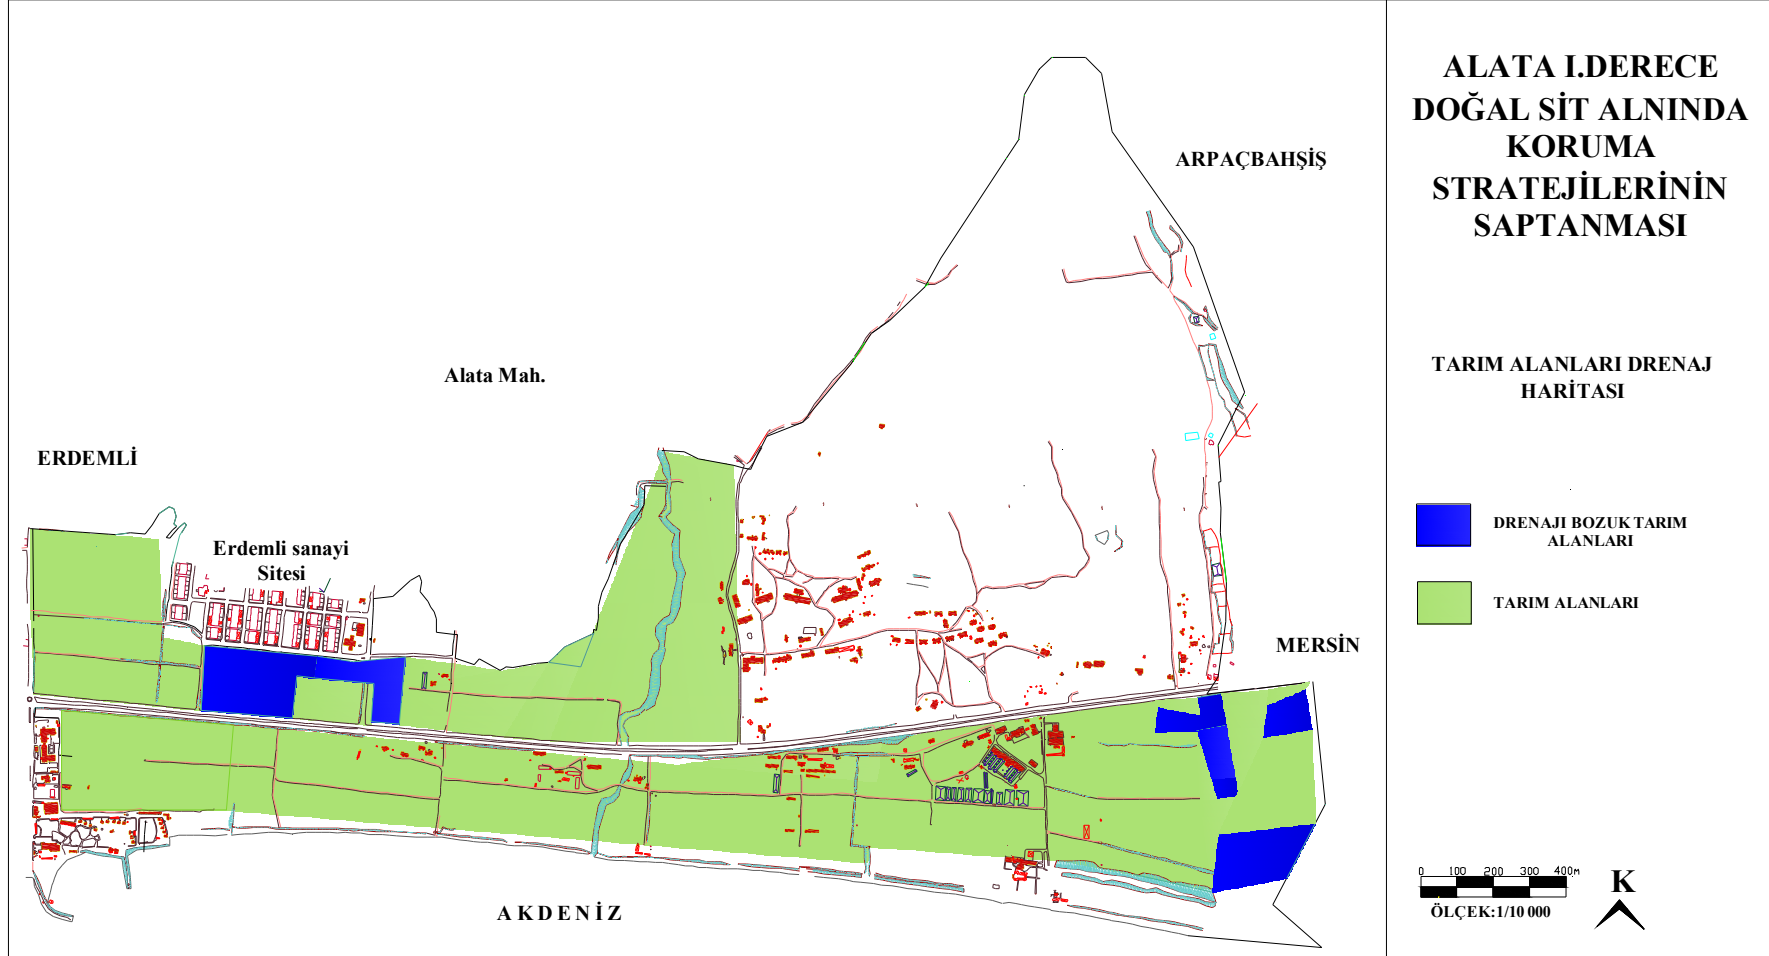 ALATA I.DERECE
DOĞAL SİT ALNINDA
KORUMA
STRATEJİLERİNİN
SAPTANMASI
ARPAÇBAHŞİŞ
TARIM ALANLARI DRENAJ
HARİTASI
Alata Mah.
ERDEMLİ
Erdemli sanayi
Sitesi
DRENAJI BOZUK TARIM
ALANLARI
TARIM ALANLARI
MERSİN
AKDENİZ
0 100 200 300 400m
ÖLÇEK:1/10 000
K